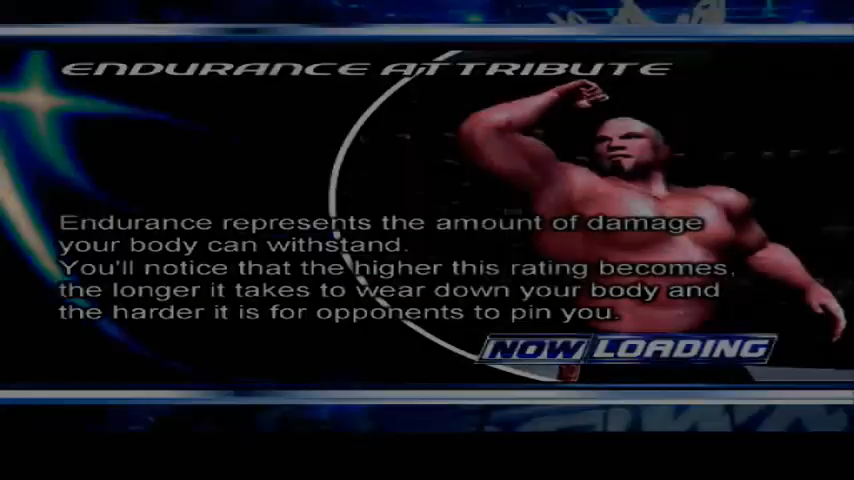 ENDURANCE ATTRIBUTE
Endurance represents the amount of damage
your body can withstand.
You'll notice that the higher this rating becomes,
the longer it takes to wear down your body and
the harder it is for opponents to pin you.
NOW LOADING